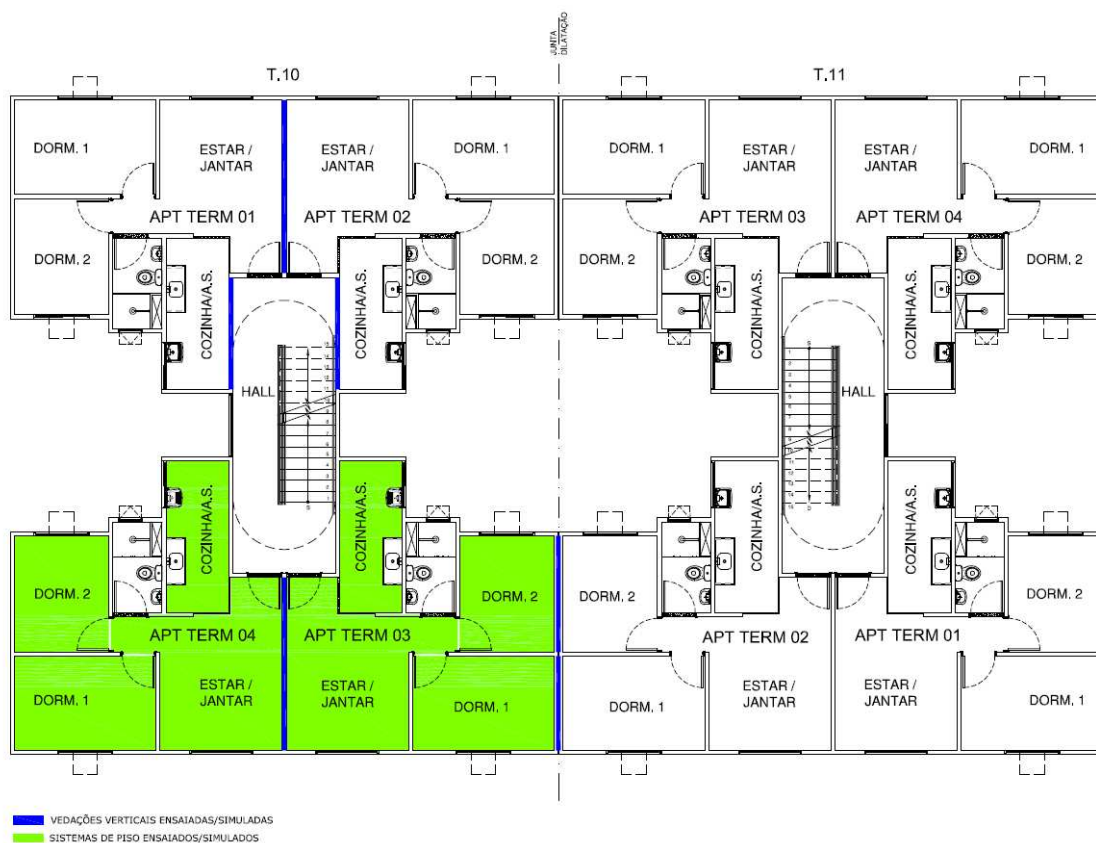 JUNTA
DILATAÇÃO
T.10
T.11
DORM. 1
ESTAR /
JANTAR
ESTAR /
JANTAR
DORM. 1
DORM. 1
ESTAR /
JANTAR
ESTAR /
JANTAR
DORM. 1
APT TERM 01
APT TERM 02
APT TERM 03
APT TERM 04
DORM. 2
DORM. 2
DORM. 2
DORM. 2
COZINHA/A.S.
COZINHA/A.S.
COZINHA/A.S.
COZINHA/A.S.
HALL
HALL
COZINHA/A.S.
COZINHA/A.S.
COZINHA/A.S.
COZINHA/A.S.
DORM. 2
DORM. 2
DORM. 2
DORM. 2
APT TERM 04
APT TERM 03
APT TERM 02
APT TERM 01
DORM. 1
ESTAR /
JANTAR
ESTAR /
JANTAR
DORM. 1
DORM. 1
ESTAR /
JANTAR
ESTAR /
JANTAR
DORM. 1
VEDAÇÕES VERTICAIS ENSAIADAS/SIMULADAS
SISTEMAS DE PISO ENSAIADOS/SIMULADOS